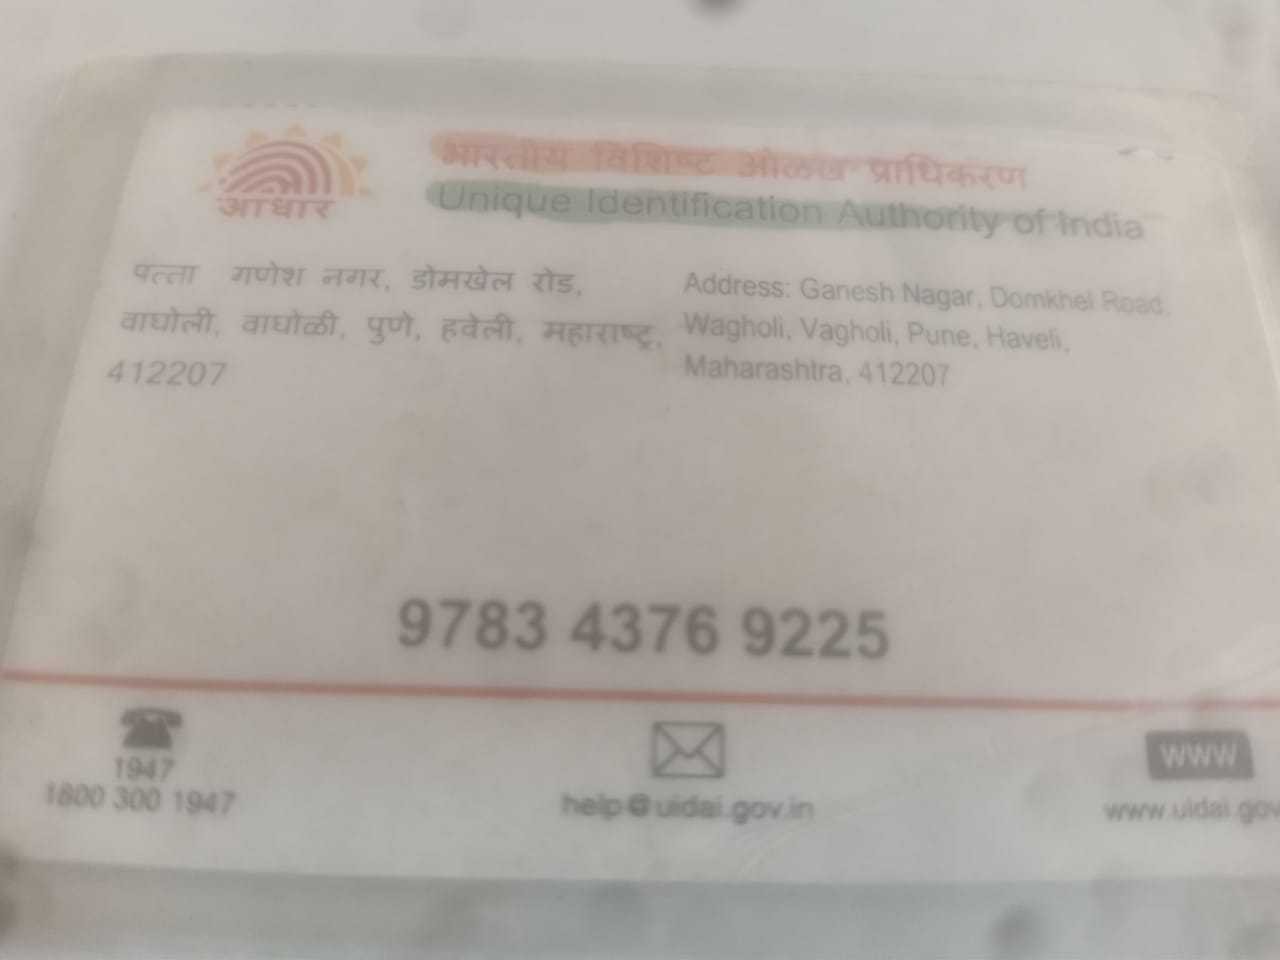 आधार
भारतीय विशिष्ट ओळख प्राधिकरण
Unique Identification Authority of India
पत्ता गणेश नगर, डोमखेल रोड,
वाघोली, वाघोळी, पुणे, हवेली, महाराष्ट्र,
412207
Address: Ganesh Nagar, Domkhel Road,
Wagholi, Vagholi, Pune, Haveli,
Maharashtra, 412207
9783 4376 9225
1947
1800 300 1947
help@uidai.gov.in
WWW
www.uidai.gov